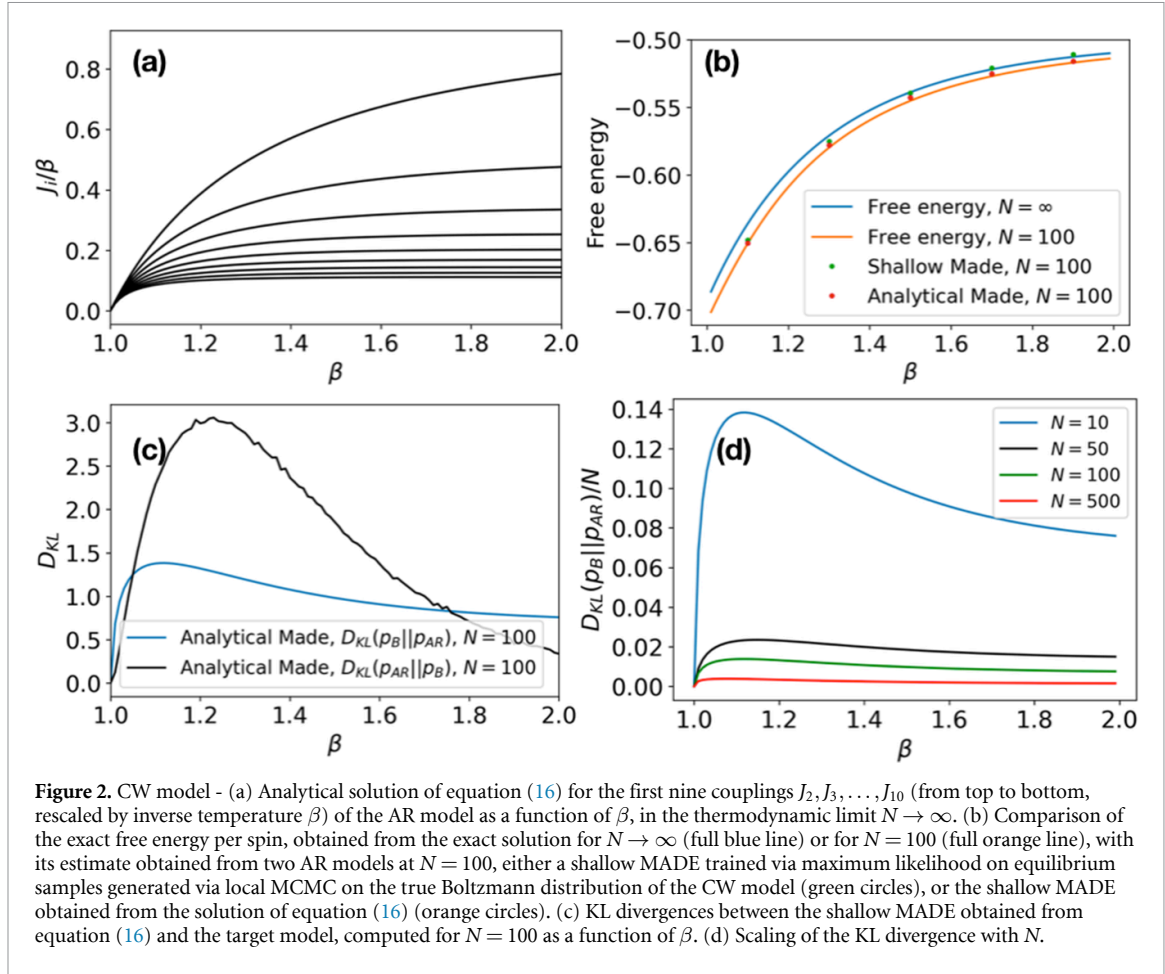 (a)
0.8
0.6
0.4
0.2
0.0
J_i/β
1.0 1.2 1.4 1.6 1.8 2.0
β
(b)
−0.50
−0.55
−0.60
−0.65
−0.70
Free energy
Free energy, N = ∞
Free energy, N = 100
Shallow Made, N = 100
Analytical Made, N = 100
1.0 1.2 1.4 1.6 1.8 2.0
β
(c)
3.0
2.5
2.0
1.5
1.0
0.5
0.0
D_KL
Analytical Made, D_KL(p_B||p_AR), N = 100
Analytical Made, D_KL(p_AR||p_B), N = 100
1.0 1.2 1.4 1.6 1.8 2.0
β
(d)
0.14
0.12
0.10
0.08
0.06
0.04
0.02
0.00
D_KL(p_B||p_AR)/N
N = 10
N = 50
N = 100
N = 500
1.0 1.2 1.4 1.6 1.8 2.0
β
Figure 2. CW model - (a) Analytical solution of equation (16) for the first nine couplings J_2, J_3, . . . , J_10 (from top to bottom,
rescaled by inverse temperature β) of the AR model as a function of β, in the thermodynamic limit N → ∞. (b) Comparison of
the exact free energy per spin, obtained from the exact solution for N → ∞ (full blue line) or for N = 100 (full orange line), with
its estimate obtained from two AR models at N = 100, either a shallow MADE trained via maximum likelihood on equilibrium
samples generated via local MCMC on the true Boltzmann distribution of the CW model (green circles), or the shallow MADE
obtained from the solution of equation (16) (orange circles). (c) KL divergences between the shallow MADE obtained from
equation (16) and the target model, computed for N = 100 as a function of β. (d) Scaling of the KL divergence with N.